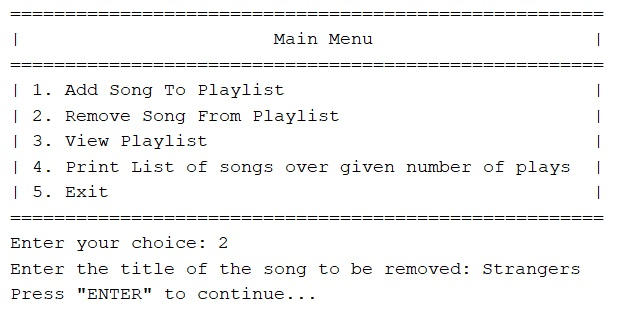 ======================================================
|                       Main Menu                    |
======================================================
| 1. Add Song To Playlist                            |
| 2. Remove Song From Playlist                       |
| 3. View Playlist                                   |
| 4. Print List of songs over given number of plays  |
| 5. Exit                                            |
======================================================
Enter your choice: 2
Enter the title of the song to be removed: Strangers
Press "ENTER" to continue...